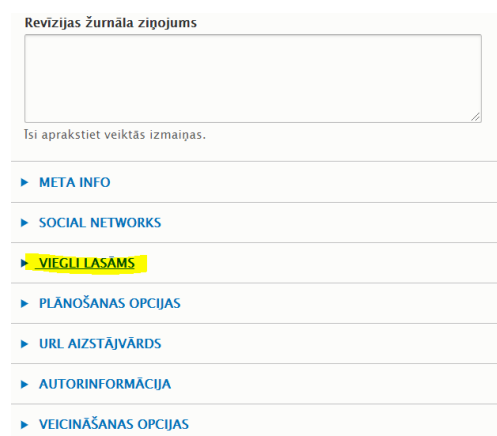 Revīzijas žurnāla ziņojums
Īsi aprakstiet veiktās izmaiņas.
META INFO
SOCIAL NETWORKS
VIEGLI LASĀMS
PLĀNOŠANAS OPCIJAS
URL AIZSTĀJVĀRDS
AUTORINFORMĀCIJA
VEICINĀŠANAS OPCIJAS